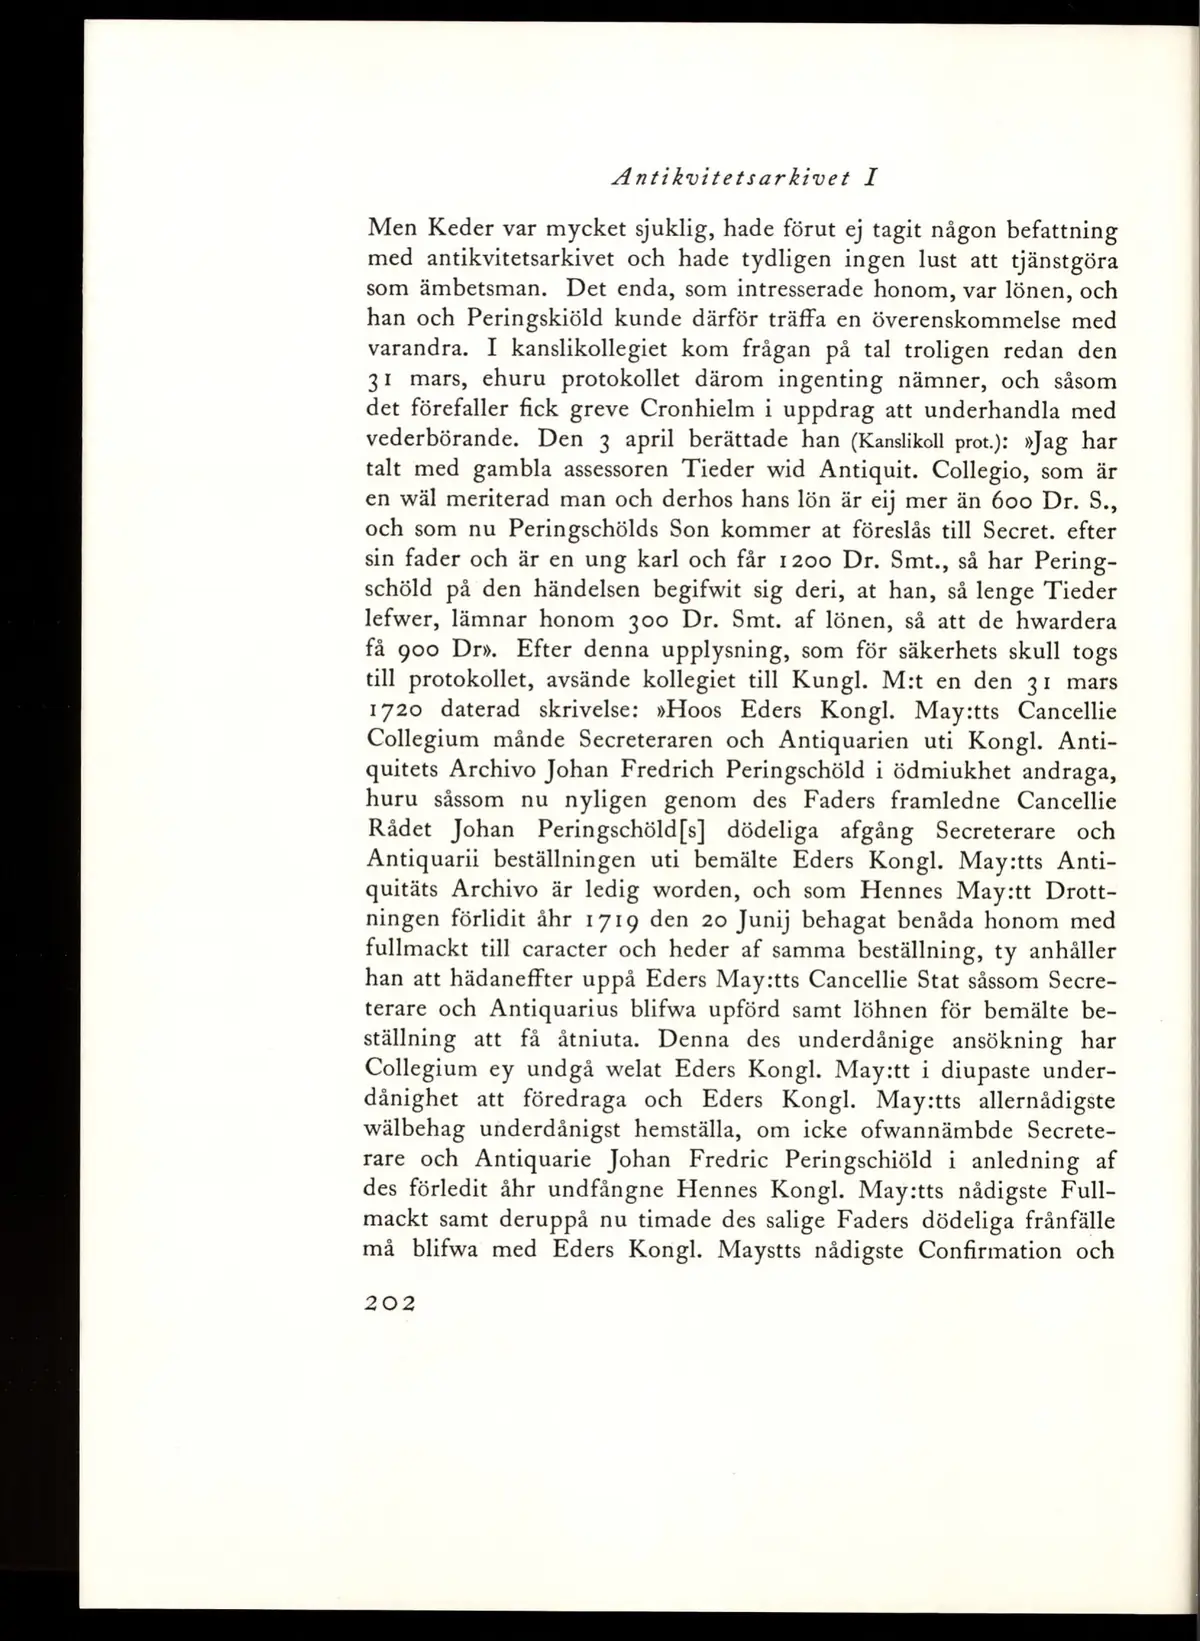 Antikvitetsarkivet I
Men Keder var mycket sjuklig, hade förut ej tagit någon befattning
med antikvitetsarkivet och hade tydligen ingen lust att tjänstgöra
som ämbetsman. Det enda, som intresserade honom, var lönen, och
han och Peringskiöld kunde därför träffa en överenskommelse med
varandra. I kanslikollegiet kom frågan på tal troligen redan den
31 mars, ehuru protokollet därom ingenting nämner, och såsom
det förefaller fick greve Cronhielm i uppdrag att underhandla med
vederbörande. Den 3 april berättade han (Kanslikoll prot.): »Jag har
talt med gambla assessoren Tieder wid Antiquit. Collegio, som är
en wäl meriterad man och derhos hans lön är eij mer än 600 Dr. S.,
och som nu Peringschölds Son kommer at föreslås till Secret. efter
sin fader och är en ung karl och får 1200 Dr. Smt., så har Pering-
schöld på den händelsen begifwit sig deri, at han, så lenge Tieder
lefwer, lämnar honom 300 Dr. Smt. af lönen, så att de hwardera
få 900 Dr». Efter denna upplysning, som för säkerhets skull togs
till protokollet, avsände kollegiet till Kungl. M:t en den 31 mars
1720 daterad skrivelse: »Hoos Eders Kongl. May:tts Cancellie
Collegium månde Secreteraren och Antiquarien uti Kongl. Anti-
quitets Archivo Johan Fredrich Peringschöld i ödmiukhet andraga,
huru såssom nu nyligen genom des Faders framledne Cancellie
Rådet Johan Peringschöld[s] dödeliga afgång Secreterare och
Antiquarii beställningen uti bemälte Eders Kongl. May:tts Anti-
quitäts Archivo är ledig worden, och som Hennes May:tt Drott-
ningen förlidit åhr 1719 den 20 Junij behagat benåda honom med
fullmackt till caracter och heder af samma beställning, ty anhåller
han att hädaneffter uppå Eders May:tts Cancellie Stat såssom Secre-
terare och Antiquarius blifwa upförd samt löhnen för bemälte be-
ställning att få åtniuta. Denna des underdånige ansökning har
Collegium ey undgå welat Eders Kongl. May:tt i diupaste under-
dånighet att föredraga och Eders Kongl. May:tts allernådigste
wälbehag underdånigst hemställa, om icke ofwannämbde Secrete-
rare och Antiquarie Johan Fredric Peringschiöld i anledning af
des förledit åhr undfångne Hennes Kongl. May:tts nådigste Full-
mackt samt deruppå nu timade des salige Faders dödeliga frånfälle
må blifwa med Eders Kongl. Maystts nådigste Confirmation och
202